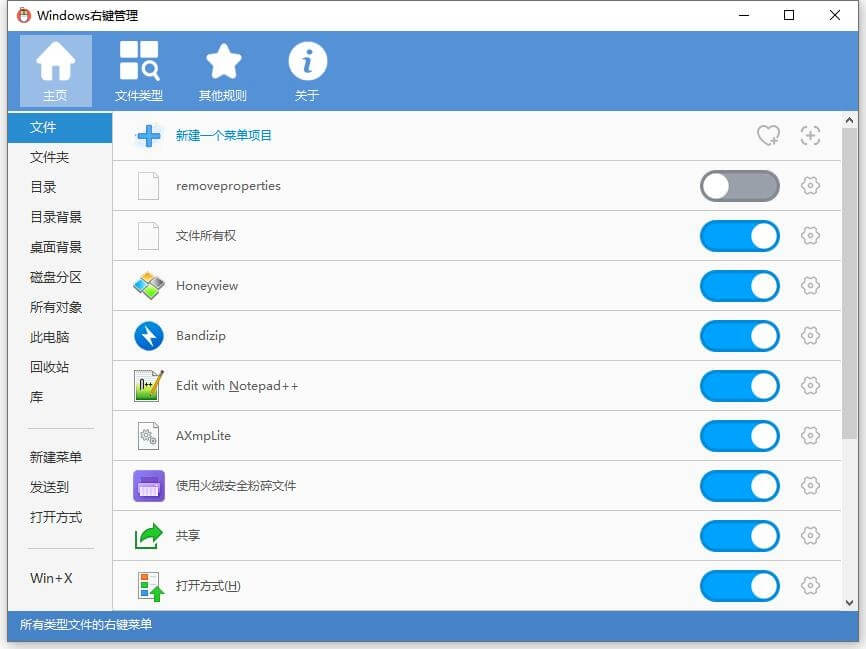 Windows右键管理
主页
文件类型
其他规则
关于
文件
文件夹
目录
目录背景
桌面背景
磁盘分区
所有对象
此电脑
回收站
库
新建菜单
发送到
打开方式
Win+X
新建一个菜单项目
removeproperties
文件所有权
Honeyview
Bandizip
Edit with Notepad++
AXmpLite
使用火绒安全粉碎文件
共享
打开方式(H)
所有类型文件的右键菜单